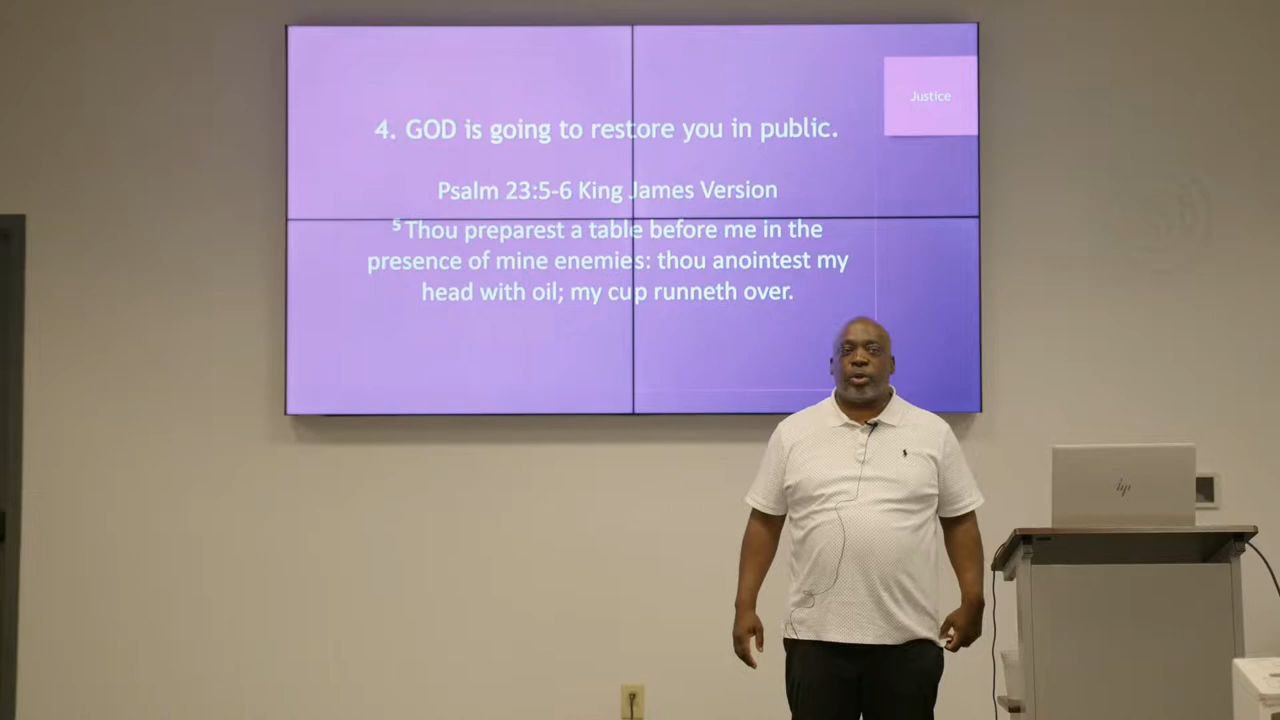 Justice
4. GOD is going to restore you in public.
Psalm 23:5-6 King James Version
5 Thou preparest a table before me in the
presence of mine enemies: thou anointest my
head with oil; my cup runneth over.
hp